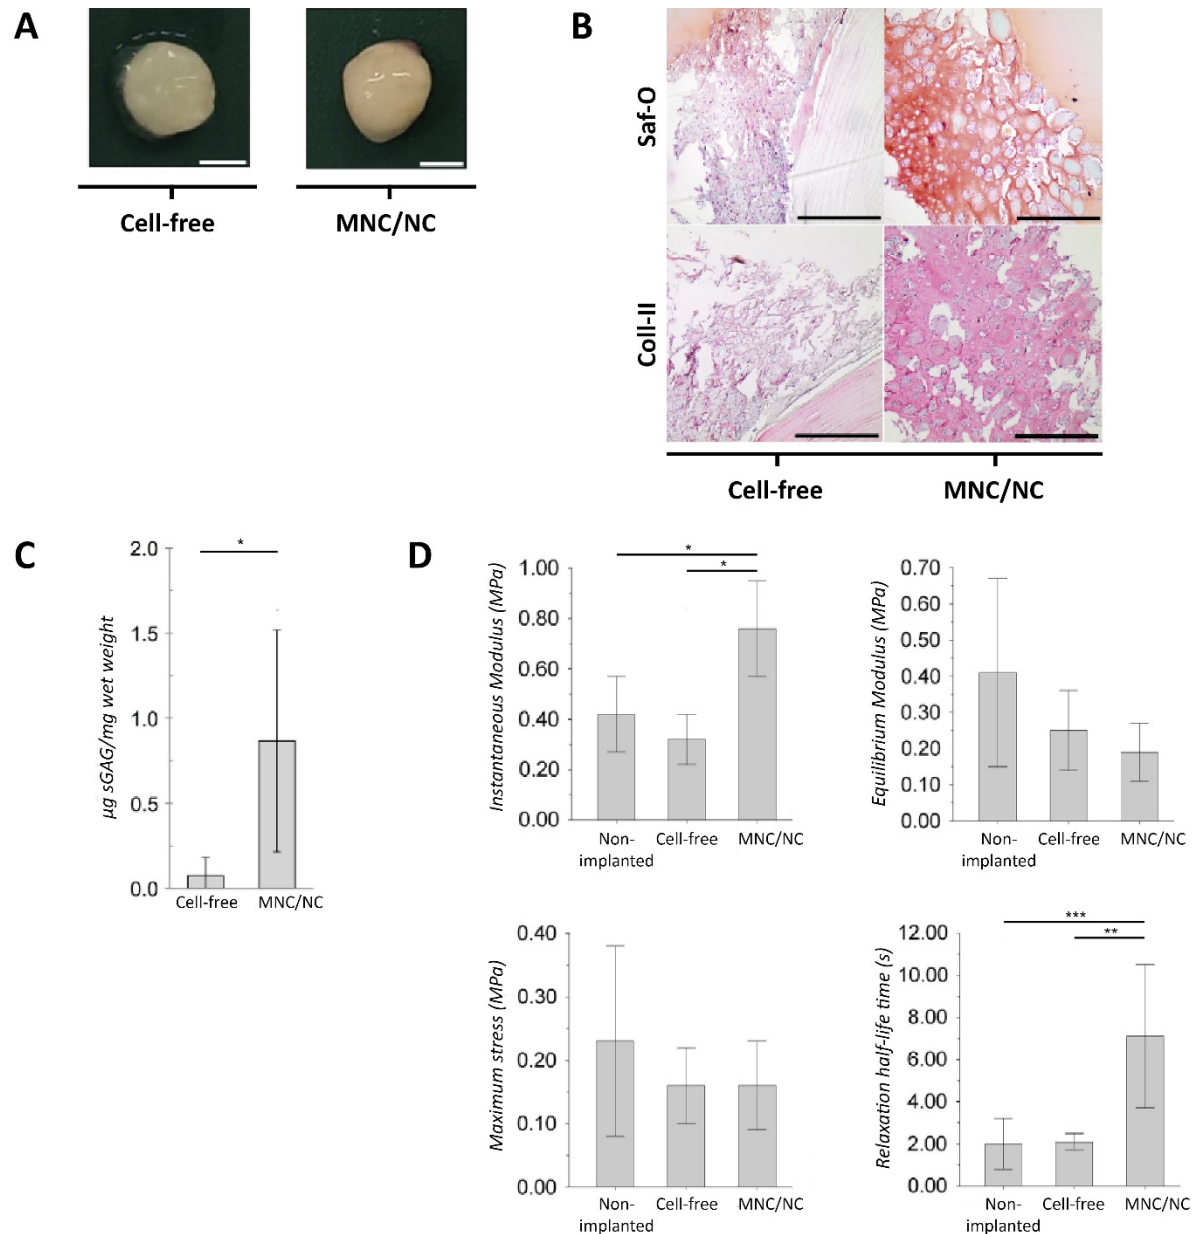 A
Cell-free
MNC/NC
B
Saf-O
Coll-II
Cell-free
MNC/NC
C
µg sGAG/mg wet weight
2.0
1.5
1.0
0.5
0.0
*
Cell-free
MNC/NC
D
Instantaneous Modulus (MPa)
1.00
0.80
0.60
0.40
0.20
0.00
*
*
Non-
implanted
Cell-free
MNC/NC
Equilibrium Modulus (MPa)
0.70
0.60
0.50
0.40
0.30
0.20
0.10
0.00
Non-
implanted
Cell-free
MNC/NC
Maximum stress (MPa)
0.40
0.30
0.20
0.10
0.00
Non-
implanted
Cell-free
MNC/NC
Relaxation half-life time (s)
12.00
10.00
8.00
6.00
4.00
2.00
0.00
***
**
Non-
implanted
Cell-free
MNC/NC